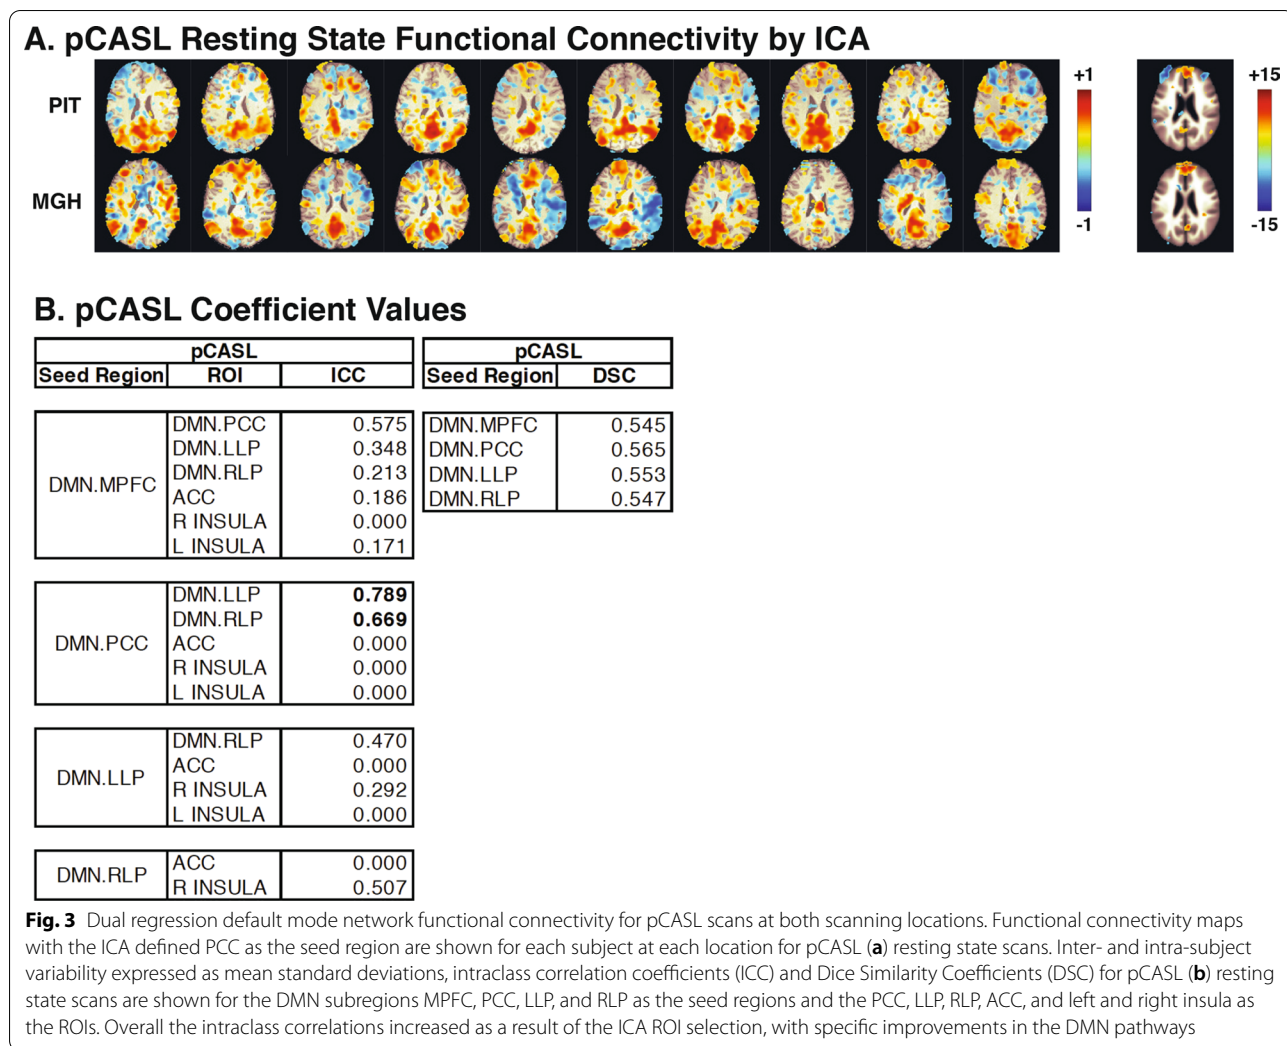 A. pCASL Resting State Functional Connectivity by ICA
PIT
MGH
+1
-1
+15
-15
B. pCASL Coefficient Values
pCASL
Seed Region ROI ICC
DMN.MPFC
DMN.PCC 0.575
DMN.LLP 0.348
DMN.RLP 0.213
ACC 0.186
R INSULA 0.000
L INSULA 0.171
DMN.PCC
DMN.LLP 0.789
DMN.RLP 0.669
ACC 0.000
R INSULA 0.000
L INSULA 0.000
DMN.LLP
DMN.RLP 0.470
ACC 0.000
R INSULA 0.292
L INSULA 0.000
DMN.RLP
ACC 0.000
R INSULA 0.507
pCASL
Seed Region DSC
DMN.MPFC 0.545
DMN.PCC 0.565
DMN.LLP 0.553
DMN.RLP 0.547
Fig. 3 Dual regression default mode network functional connectivity for pCASL scans at both scanning locations. Functional connectivity maps
with the ICA defined PCC as the seed region are shown for each subject at each location for pCASL (a) resting state scans. Inter- and intra-subject
variability expressed as mean standard deviations, intraclass correlation coefficients (ICC) and Dice Similarity Coefficients (DSC) for pCASL (b) resting
state scans are shown for the DMN subregions MPFC, PCC, LLP, and RLP as the seed regions and the PCC, LLP, RLP, ACC, and left and right insula as
the ROIs. Overall the intraclass correlations increased as a result of the ICA ROI selection, with specific improvements in the DMN pathways